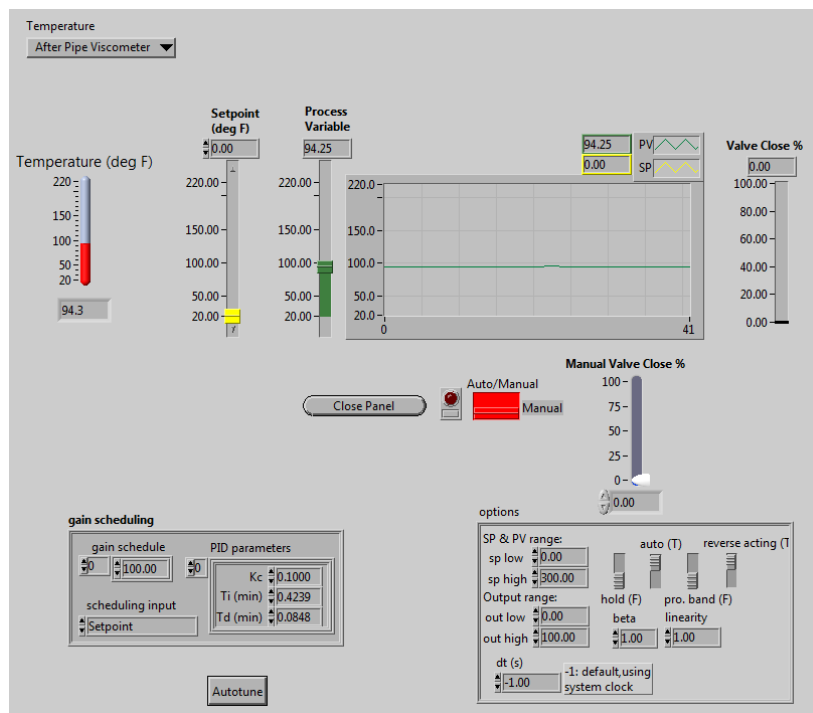 Temperature
After Pipe Viscometer
Setpoint
(deg F)
0.00
Process
Variable
94.25
94.25 PV
0.00 SP
Valve Close %
0.00
Temperature (deg F)
220
150
100
50
20
94.3
220.00
150.00
100.00
50.00
20.00
220.00
150.00
100.00
50.00
20.00
220.0
150.0
100.0
50.0
20.0
0 41
100.00
80.00
60.00
40.00
20.00
0.00
Manual Valve Close %
100
75
50
25
0
0.00
Close Panel
Auto/Manual
Manual
gain scheduling
gain schedule
0 100.00
scheduling input
Setpoint
0
PID parameters
Kc 0.1000
Ti (min) 0.4239
Td (min) 0.0848
Autotune
options
SP & PV range:
sp low 0.00
sp high 300.00
Output range:
out low 0.00
out high 100.00
dt (s)
-1.00
-1: default,using
system clock
auto (T)
reverse acting (T
hold (F)
pro. band (F)
beta
1.00
linearity
1.00